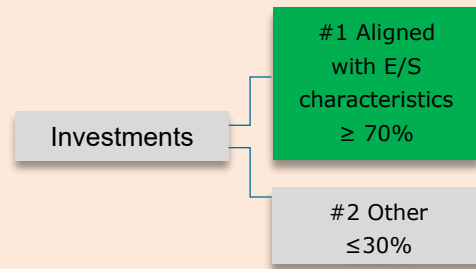 #1 Aligned
with E/S
characteristics
≥ 70%
Investments
#2 Other
≤30%